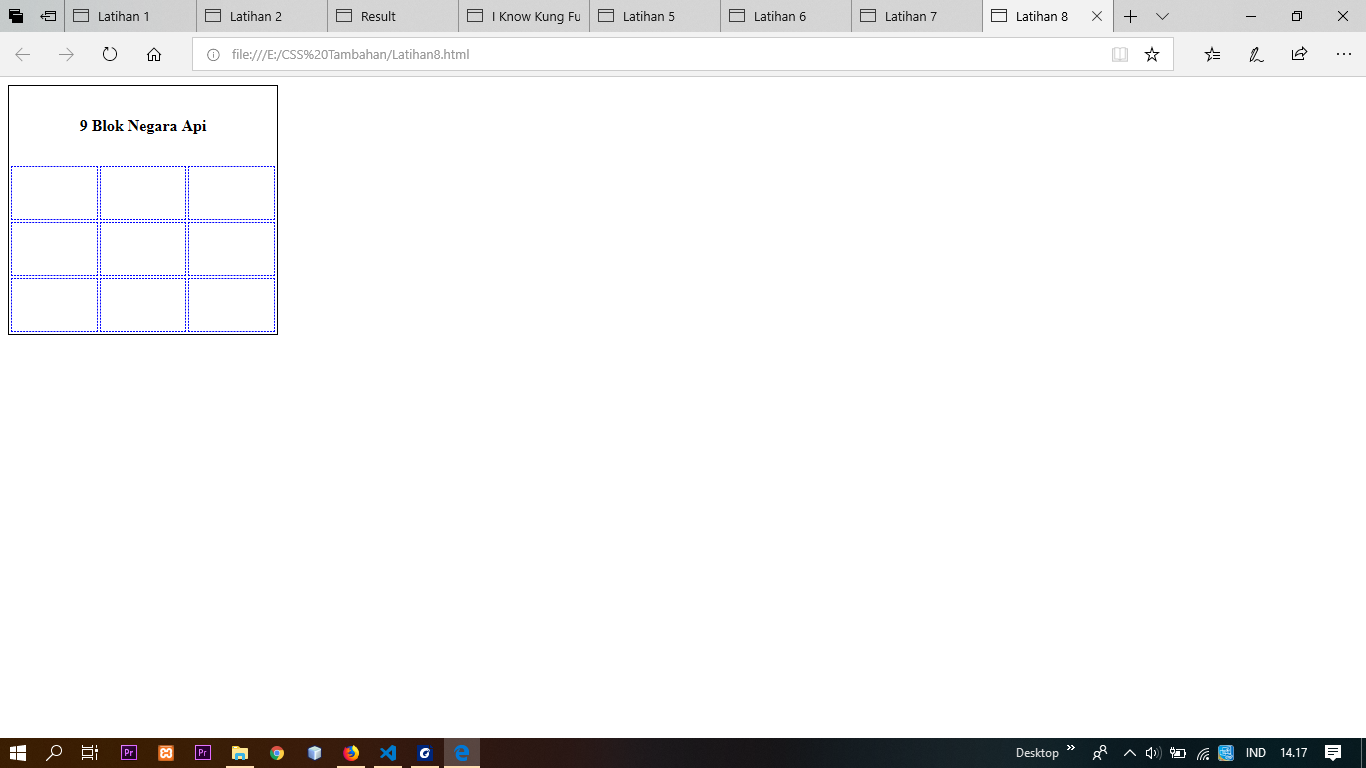 Latihan 1
Latihan 2
Result
I Know Kung Fu
Latihan 5
Latihan 6
Latihan 7
Latihan 8
file:///E:/CSS%20Tambahan/Latihan8.html
9 Blok Negara Api
Pr
Pr
Desktop
IND
14.17